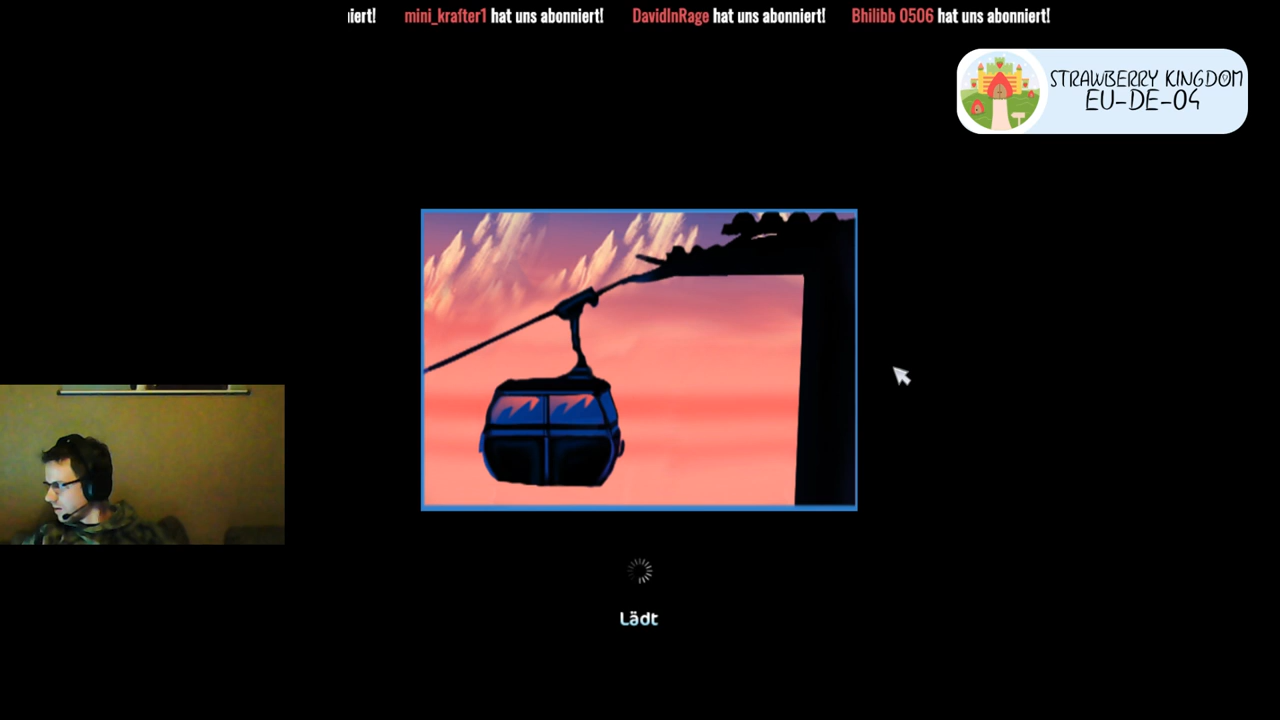 iert! mini_krafter1 hat uns abonniert! DavidInRage hat uns abonniert! Bhilibb 0506 hat uns abonniert!
STRAWBERRY KINGDOM
EU-DE-04
Lädt